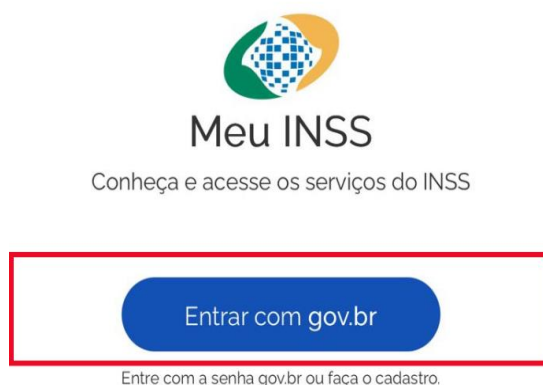 Meu INSS
Conheça e acesse os serviços do INSS
Entrar com gov.br
Entre com a senha gov.br ou faça o cadastro.